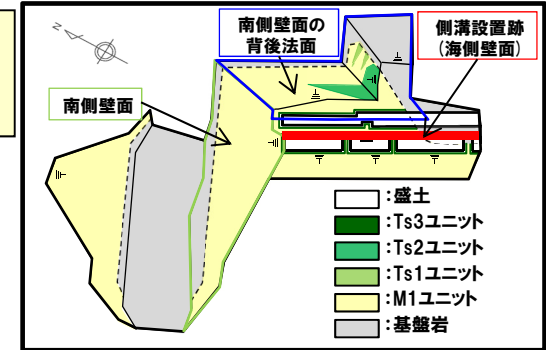 N
南側壁面の
背後法面
側溝設置跡
(海側壁面)
南側壁面
:盛土
:Ts3ユニット
:Ts2ユニット
:Ts1ユニット
:M1ユニット
:基盤岩